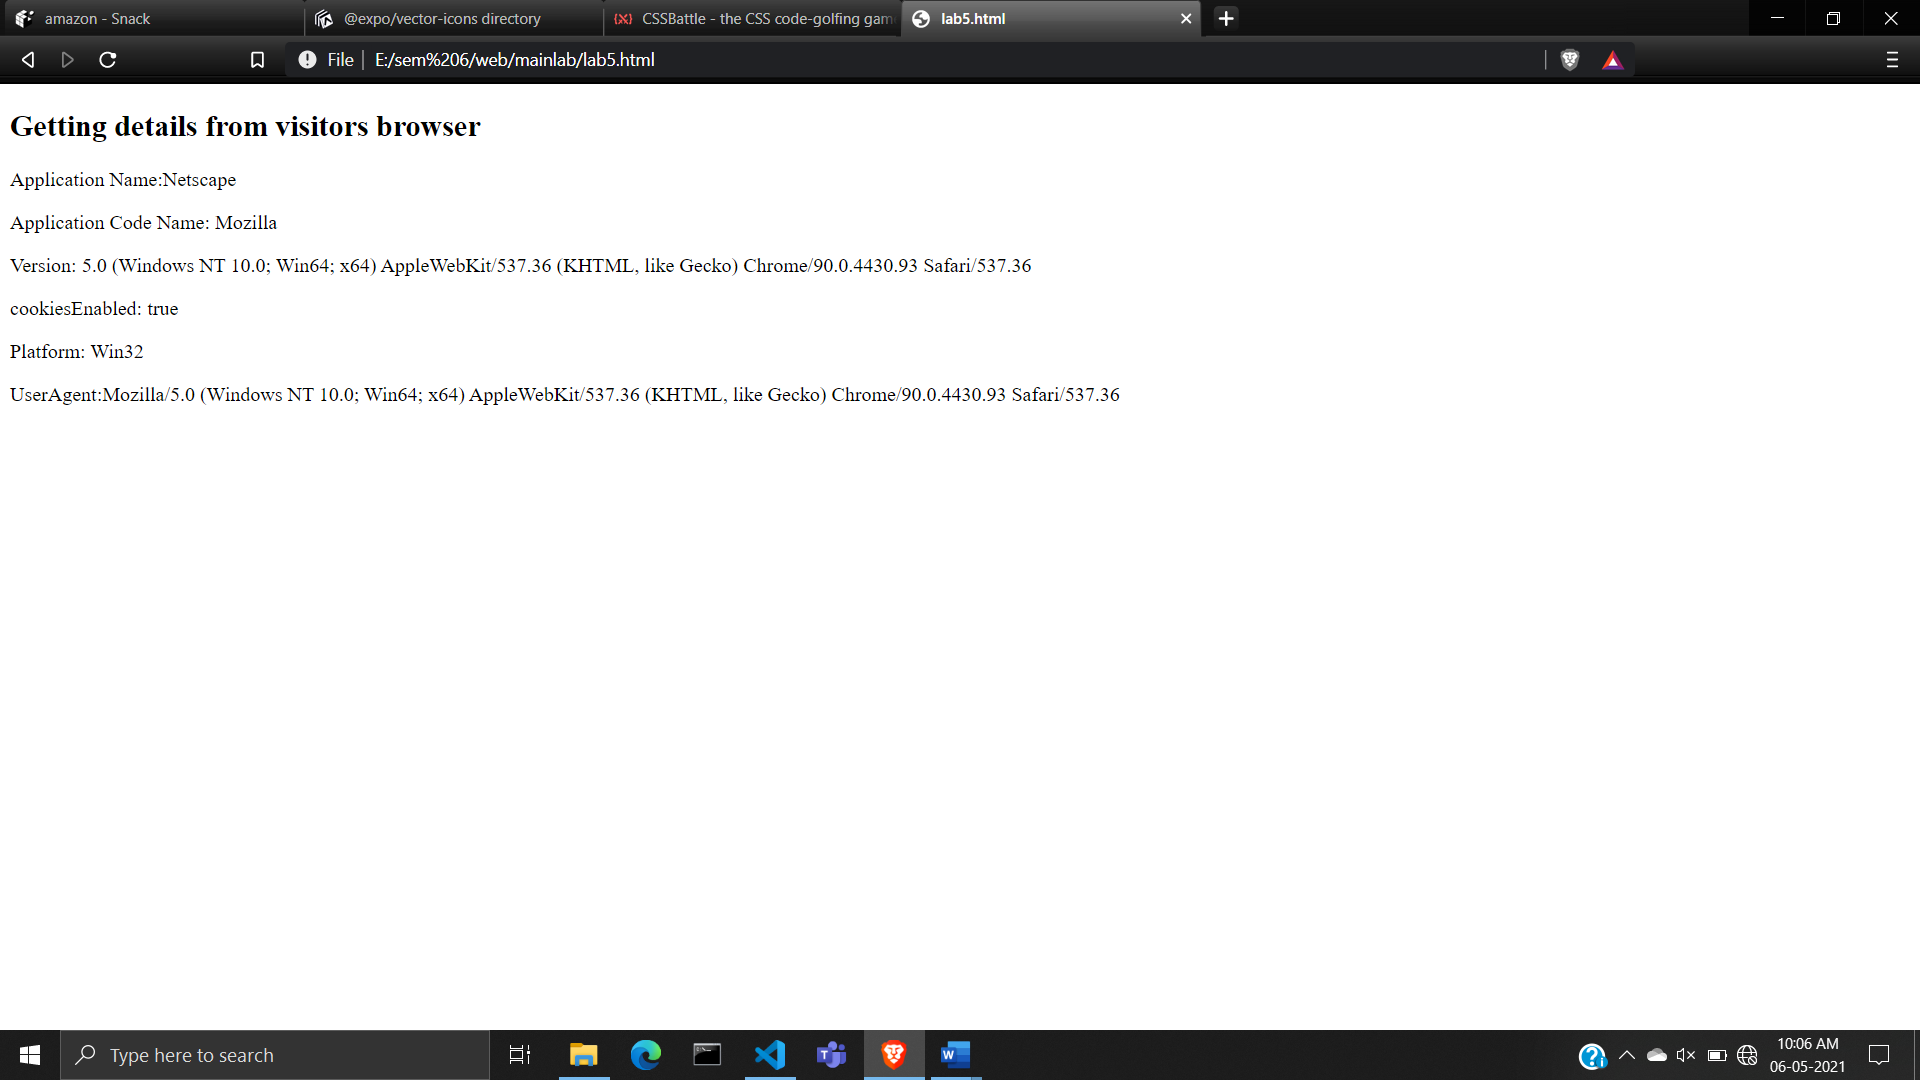 amazon - Snack
@expo/vector-icons directory
CSSBattle - the CSS code-golfing gam
lab5.html
File
E:/sem%206/web/mainlab/lab5.html
Getting details from visitors browser
Application Name:Netscape
Application Code Name: Mozilla
Version: 5.0 (Windows NT 10.0; Win64; x64) AppleWebKit/537.36 (KHTML, like Gecko) Chrome/90.0.4430.93 Safari/537.36
cookiesEnabled: true
Platform: Win32
UserAgent:Mozilla/5.0 (Windows NT 10.0; Win64; x64) AppleWebKit/537.36 (KHTML, like Gecko) Chrome/90.0.4430.93 Safari/537.36
Type here to search
10:06 AM
06-05-2021